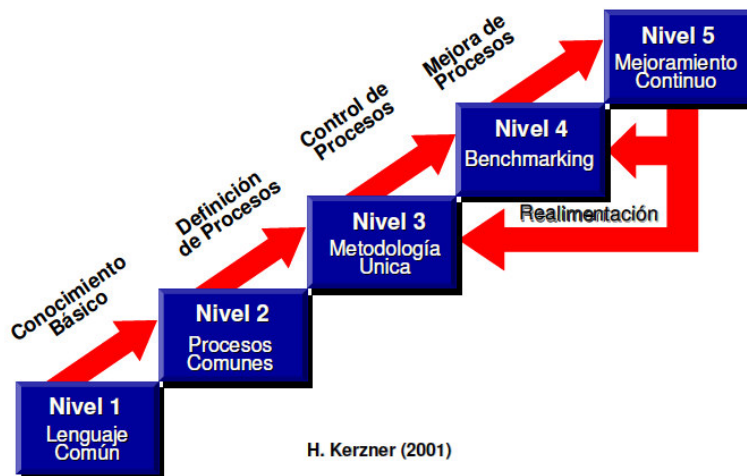 Nivel 5
Mejoramiento
Continuo
Mejora de
Procesos
Nivel 4
Benchmarking
Control de
Procesos
Realimentación
Nivel 3
Metodología
Unica
Definición
de Procesos
Nivel 2
Procesos
Comunes
Conocimiento
Básico
Nivel 1
Lenguaje
Común
H. Kerzner (2001)